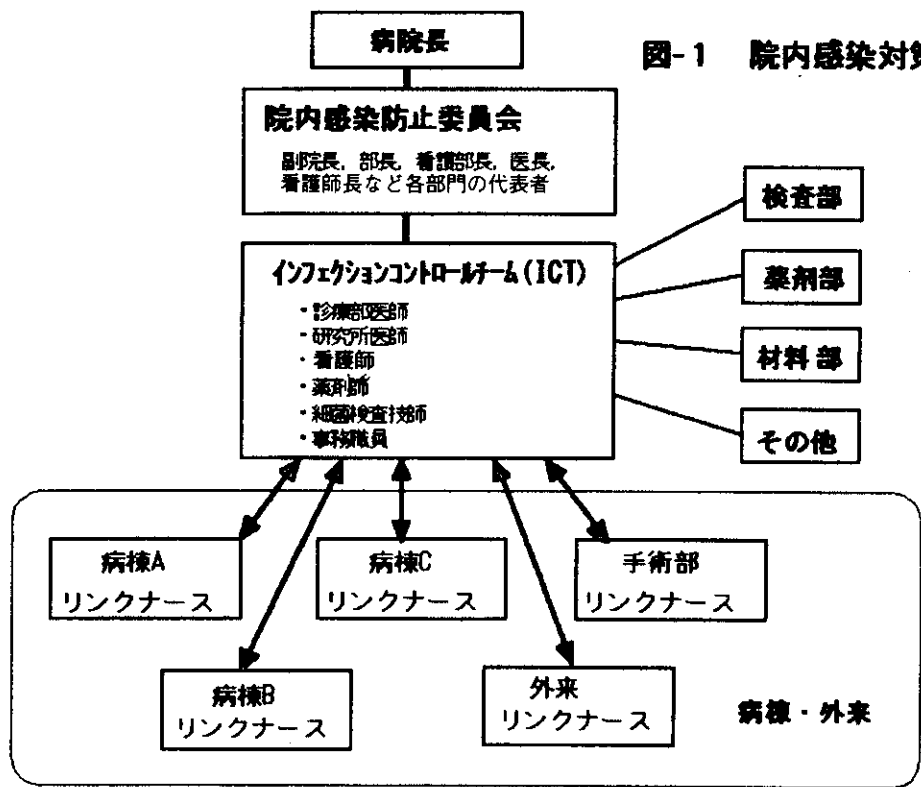 病院長
図-1 院内感染対
院内感染防止委員会
副院長, 部長, 看護部長, 医長,
看護師長など各部門の代表者
インフェクションコントロールチーム(ICT)
・診療部医師
・研究所医師
・看護師
・薬剤師
・細菌検査技師
・事務職員
検査部
薬剤部
材料部
その他
病棟A
リンクナース
病棟C
リンクナース
手術部
リンクナース
病棟B
リンクナース
外来
リンクナース
病棟・外来